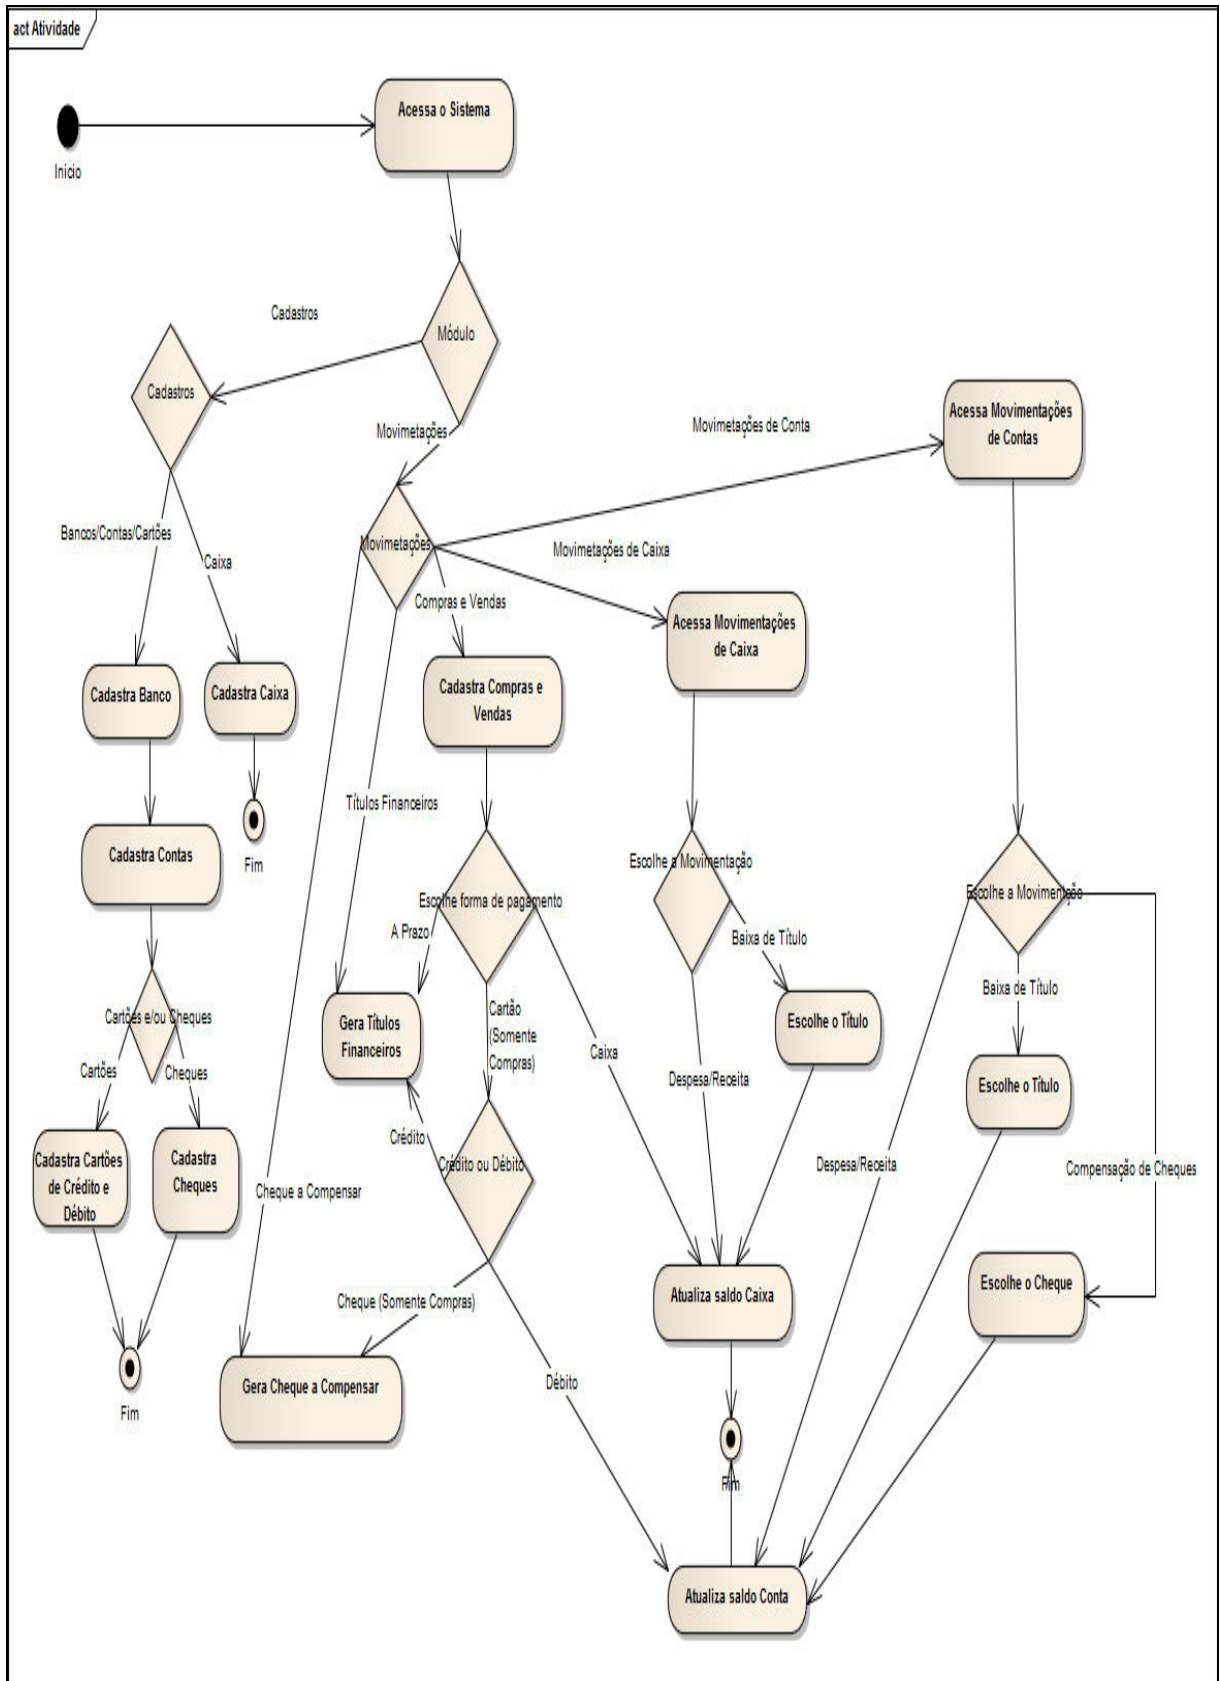 act Atividade
Acessa o Sistema
Inicio
Cadastros
Módulo
Cadastros
Movimetações
Movimetações de Conta
Acessa Movimentações
de Contas
Bancos/Contas/Cartões
Caixa
Movimetações
Movimetações de Caixa
Compras e Vendas
Acessa Movimentações
de Caixa
Cadastra Banco
Cadastra Caixa
Cadastra Compras e
Vendas
Títulos Financeiros
Cadastra Contas
Fim
Escolhe a Movimentação
Escolhe a Movimentção
Escolhe forma de pagamento
A Prazo
Baixa de Título
Baixa de Título
Cartões e/ou Cheques
Gera Títulos
Financeiros
Cartão
(Somente
Compras)
Caixa
Escolhe o Título
Cartões
Cheques
Despesa/Receita
Escolhe o Título
Crédito
Cadastra Cartões
de Crédito e
Débito
Cadastra
Cheques
Crédito ou Débito
Despesa/Receita
Compensação de Cheques
Cheque a Compensar
Atualiza saldo Caixa
Escolhe o Cheque
Cheque (Somente Compras)
Gera Cheque a Compensar
Débito
Fim
Fim
Atualiza saldo Conta